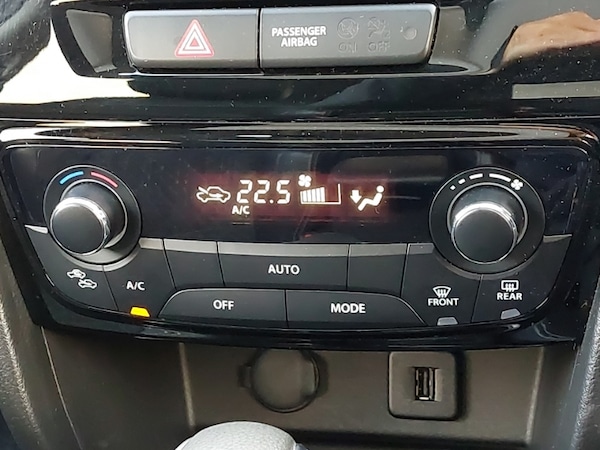 PASSENGER
AIRBAG
ON OFF
22.5
A/C
A/C
AUTO
OFF
MODE
FRONT
REAR